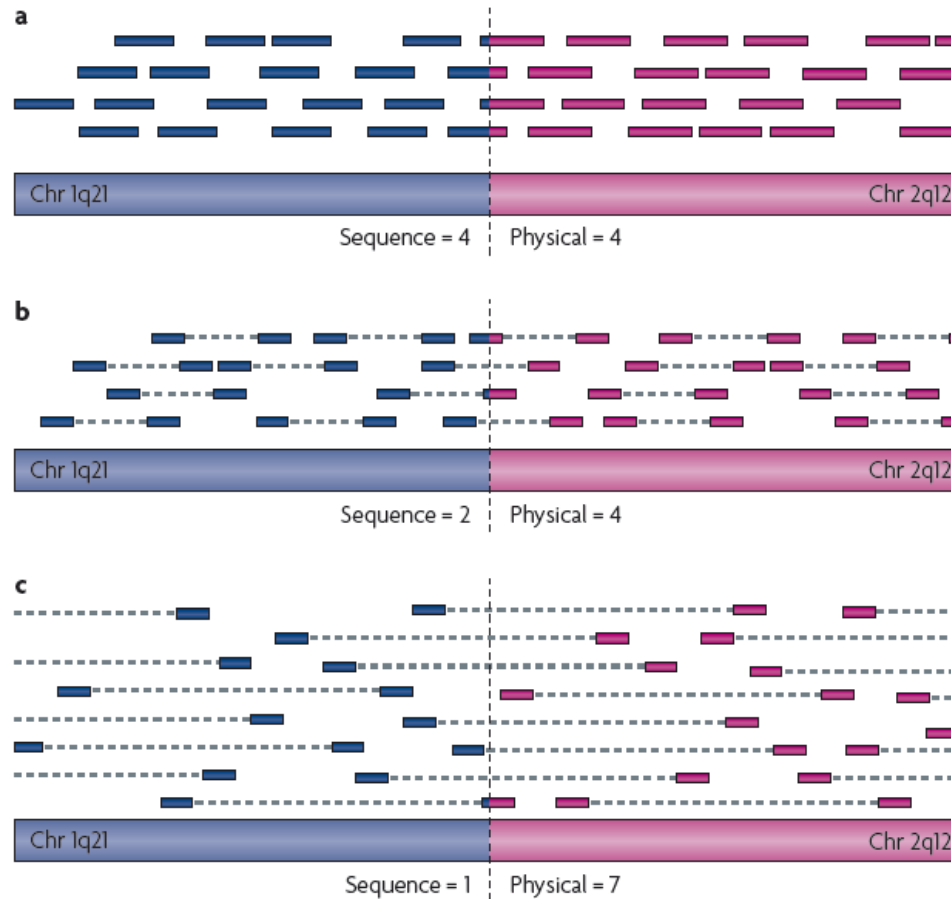 a
Chr 1q21 Chr 2q12
Sequence = 4 Physical = 4
b
Chr 1q21 Chr 2q12
Sequence = 2 Physical = 4
c
Chr 1q21 Chr 2q12
Sequence = 1 Physical = 7